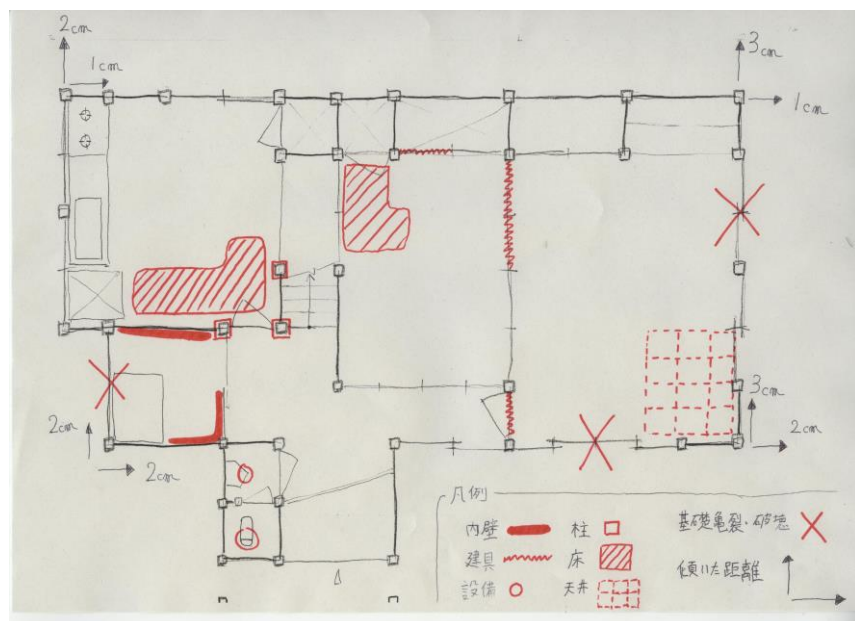 2cm
1cm
3cm
1cm
3cm
2cm
2cm
2cm
凡例
内壁 柱 基礎亀裂・破壊
建具 床
設備 天井 傾いた距離